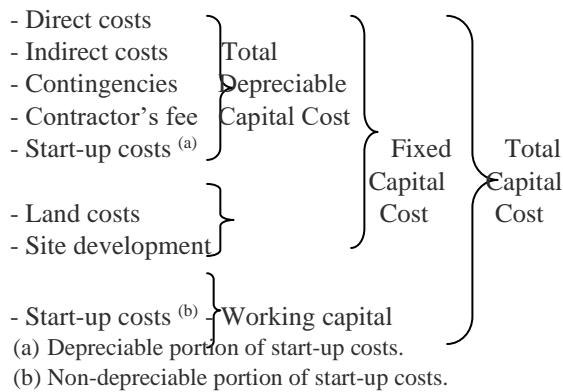 - Direct costs
- Indirect costs Total
- Contingencies Depreciable
- Contractor's fee Capital Cost
- Start-up costs (a) Fixed Total
Capital Capital
- Land costs Cost Cost
- Site development
- Start-up costs (b) - Working capital
(a) Depreciable portion of start-up costs.
(b) Non-depreciable portion of start-up costs.